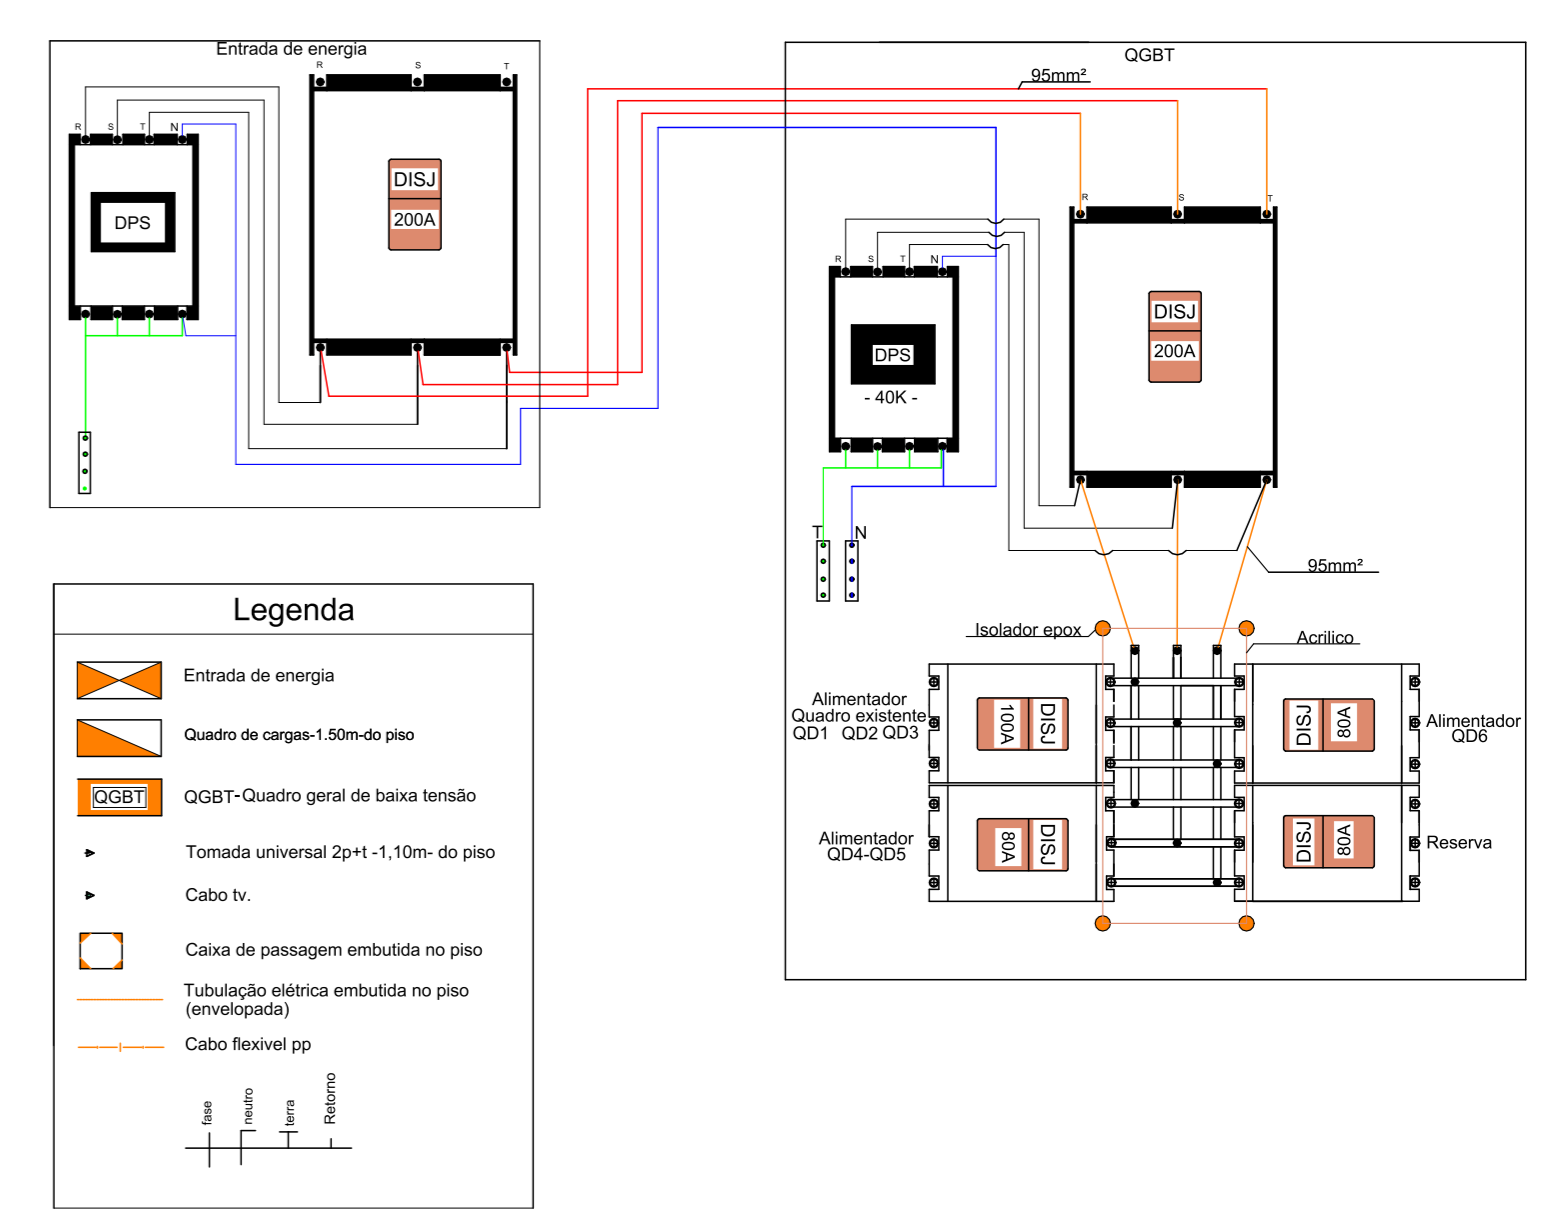 Entrada de energia
R S T
R S T N
DISJ
200A
DPS
QGBT
95mm²
R S T
R S T N
DISJ
200A
DPS
- 40K -
T N
95mm²
Isolador epox
Acrilico
Alimentador
Quadro existente
QD1 QD2 QD3
100A
DISJ
DISJ
80A
Alimentador
QD6
Alimentador
QD4-QD5
80A
DISJ
DISJ
80A
Reserva
Legenda
Entrada de energia
Quadro de cargas-1.50m-do piso
QGBT
QGBT-Quadro geral de baixa tensão
Tomada universal 2p+t -1,10m- do piso
Cabo tv.
Caixa de passagem embutida no piso
Tubulação elétrica embutida no piso
(envelopada)
Cabo flexivel pp
fase
neutro
terra
Retorno